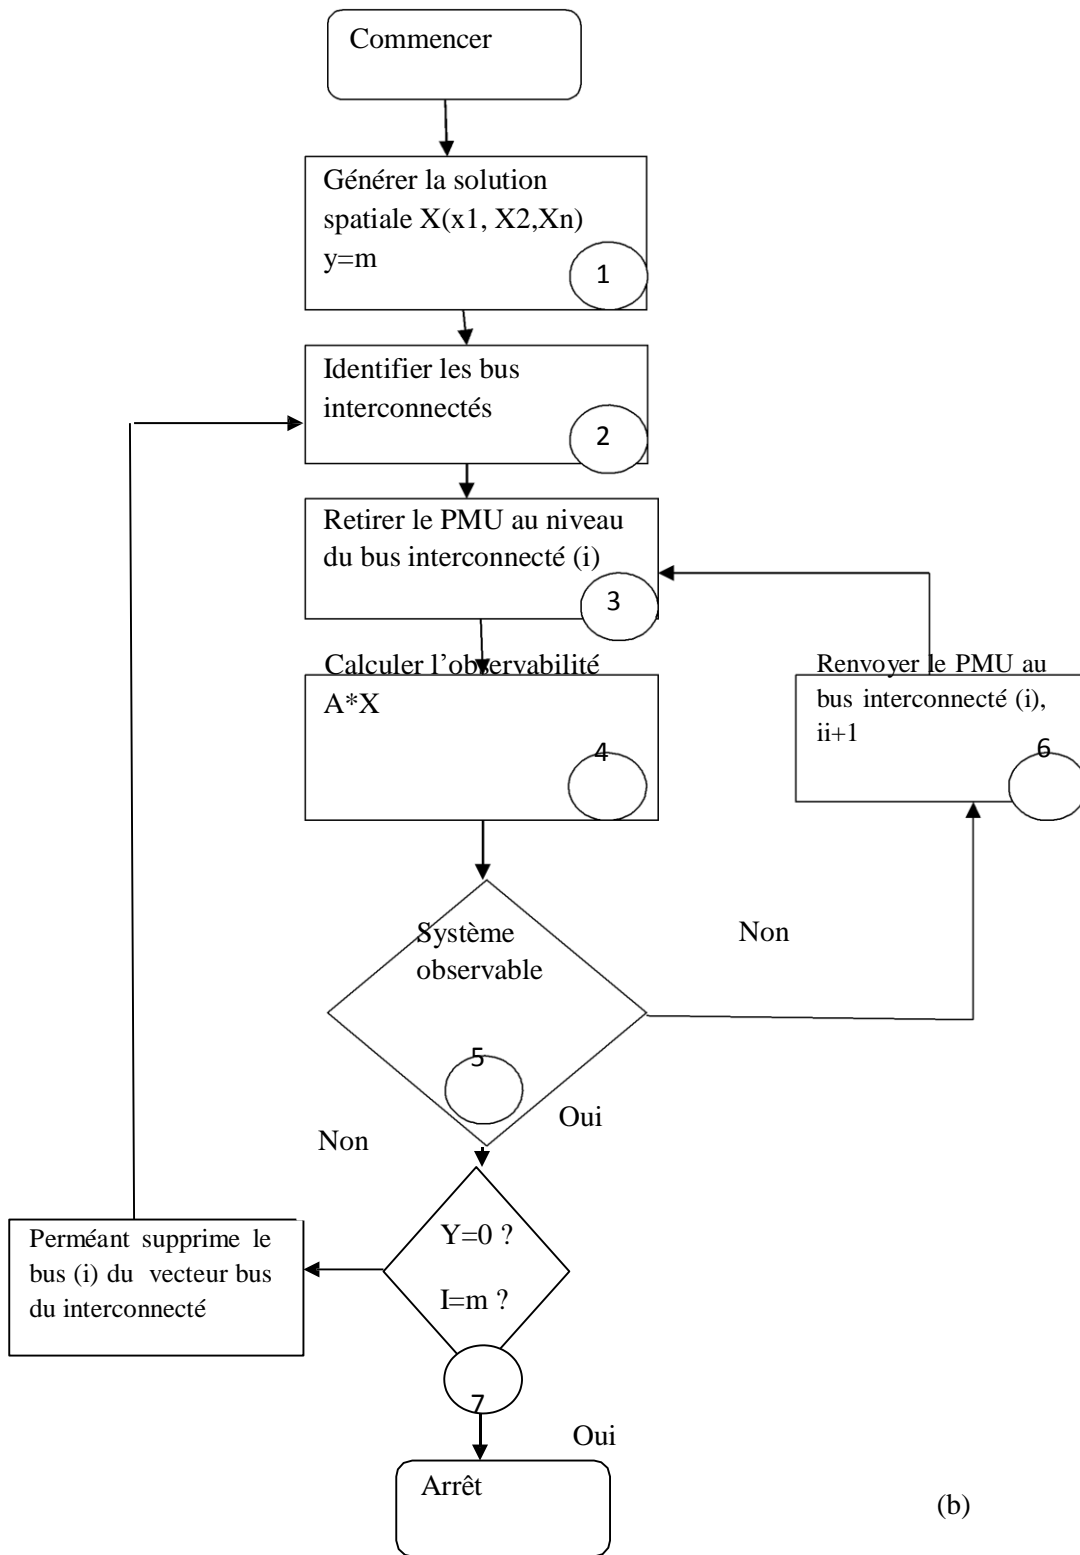 Commencer
Générer la solution
spatiale X(x1, X2,Xn)
y=m
1
Identifier les bus
interconnectés
2
Retirer le PMU au niveau
du bus interconnecté (i)
3
Calculer l’observabilité
A*X
4
Renvoyer le PMU au
bus interconnecté (i),
ii+1
6
Système
observable
5
Non
Oui
Non
Y=0 ?
I=m ?
7
Perméant supprime le
bus (i) du vecteur bus
du interconnecté
Oui
Arrêt
(b)